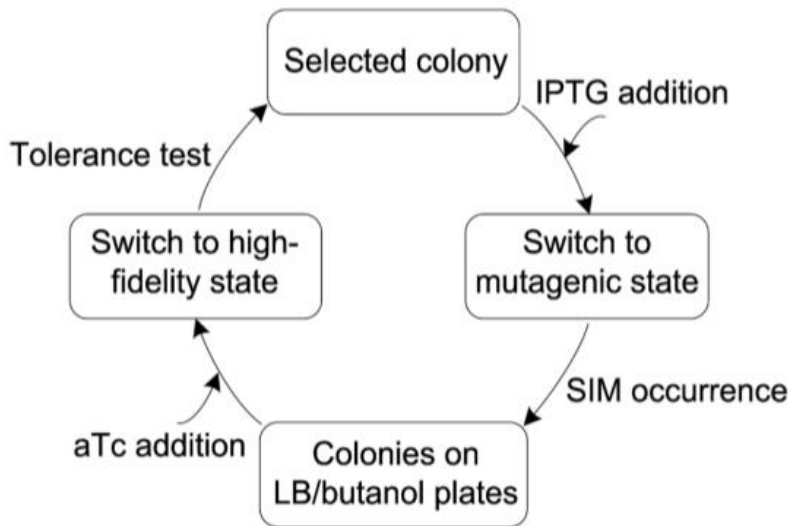 Selected colony
IPTG addition
Tolerance test
Switch to high-
fidelity state
Switch to
mutagenic state
SIM occurrence
aTc addition
Colonies on
LB/butanol plates